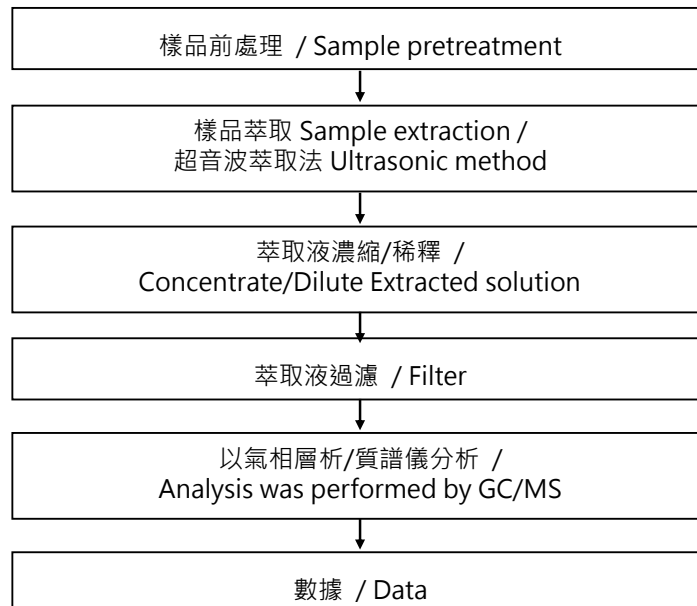 樣品前處理 / Sample pretreatment
樣品萃取 Sample extraction /
超音波萃取法 Ultrasonic method
萃取液濃縮/稀釋 /
Concentrate/Dilute Extracted solution
萃取液過濾 / Filter
以氣相層析/質譜儀分析 /
Analysis was performed by GC/MS
數據 / Data